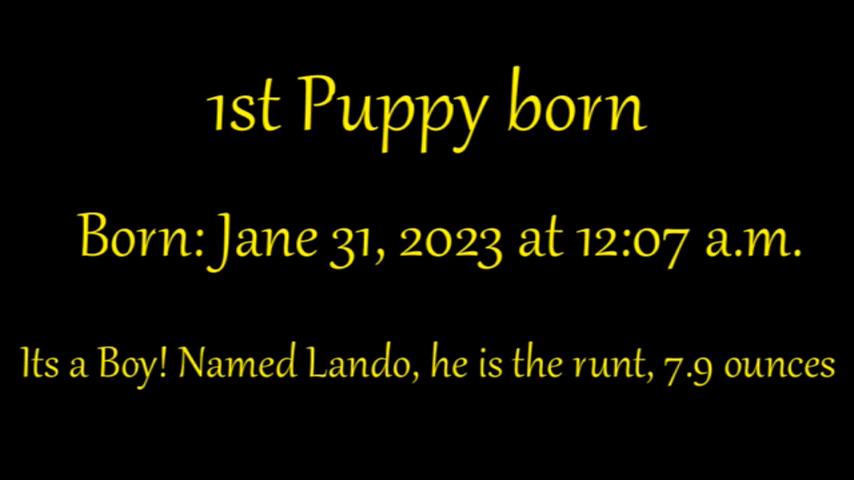 1st Puppy born
Born: Jane 31, 2023 at 12:07 a.m.
Its a Boy! Named Lando, he is the runt, 7.9 ounces